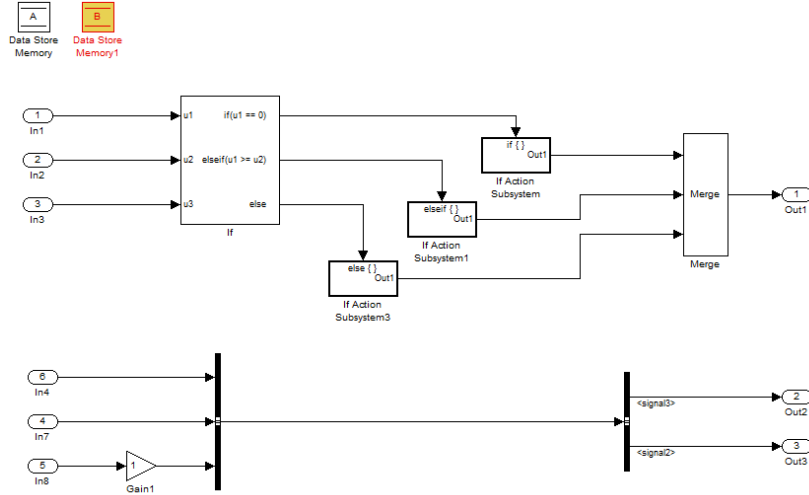 A
B
Data Store
Memory
Data Store
Memory1
1
In1
2
In2
3
In3
u1
if(u1 == 0)
u2
elseif(u1 >= u2)
u3
else
If
if { }
Out1
If Action
Subsystem
elseif { }
Out1
If Action
Subsystem1
else { }
Out1
If Action
Subsystem3
Merge
Merge
1
Out1
6
In4
4
In7
5
In8
1
Gain1
<signal3>
<signal2>
2
Out2
3
Out3